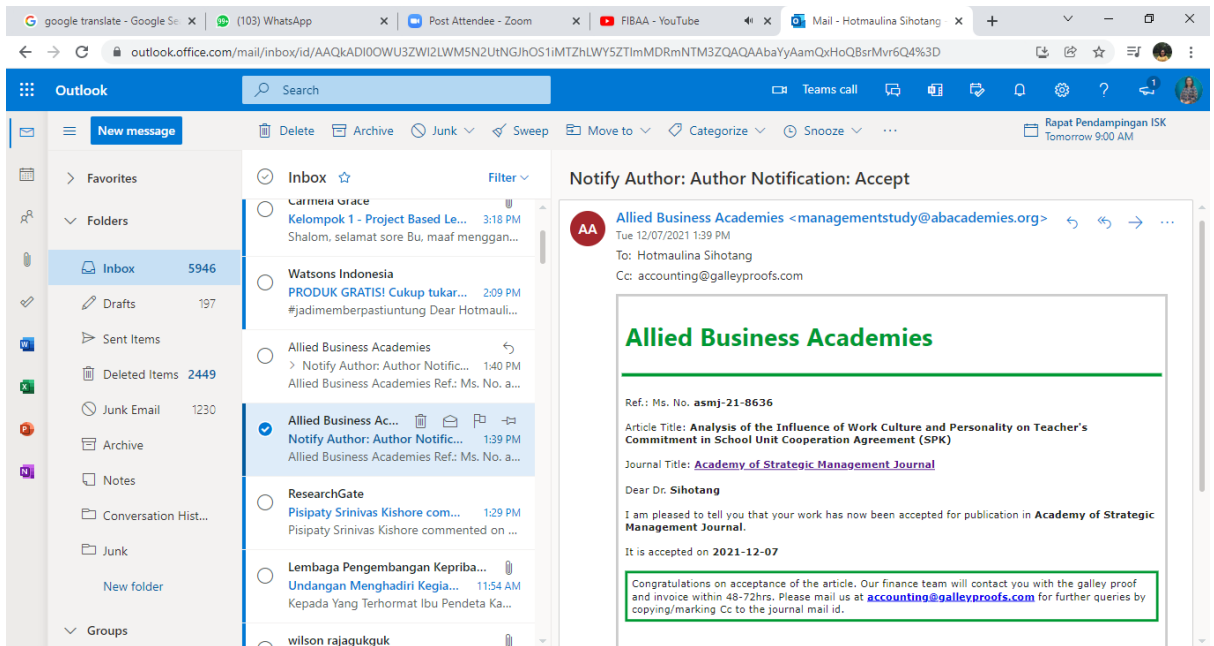 google translate - Google Se
(103) WhatsApp
Post Attendee - Zoom
FIBAA - YouTube
Mail - Hotmaulina Sihotang -
outlook.office.com/mail/inbox/id/AAQkADI0OWU3ZWI2LWM5N2UtNGJhOS1iMTZhLWY5ZTImMDRmNTM3ZQAQAAbaYyAamQxHoQBsrMvr6Q4%3D
Outlook
Search
Teams call
1
New message
Delete
Archive
Junk
Sweep
Move to
Categorize
Snooze
Rapat Pendampingan ISK
Tomorrow 9:00 AM
Favorites
Folders
Inbox 5946
Drafts 197
Sent Items
Deleted Items 2449
Junk Email 1230
Archive
Notes
Conversation Hist...
Junk
New folder
Groups
Inbox
Filter
Carmela Grace
Kelompok 1 - Project Based Le... 3:18 PM
Shalom, selamat sore Bu, maaf menggan...
Watsons Indonesia
PRODUK GRATIS! Cukup tukar... 2:09 PM
#jadimemberpastiuntung Dear Hotmauli...
Allied Business Academies
> Notify Author: Author Notific... 1:40 PM
Allied Business Academies Ref.: Ms. No. a...
Allied Business Ac...
Notify Author: Author Notific... 1:39 PM
Allied Business Academies Ref.: Ms. No. a...
ResearchGate
Pisipaty Srinivas Kishore com... 1:29 PM
Pisipaty Srinivas Kishore commented on ...
Lembaga Pengembangan Kepriba...
Undangan Menghadiri Kegia... 11:54 AM
Kepada Yang Terhormat Ibu Pendeta Ka...
wilson rajagukguk
Notify Author: Author Notification: Accept
AA
Allied Business Academies <managementstudy@abacademies.org>
Tue 12/07/2021 1:39 PM
To: Hotmaulina Sihotang
Cc: accounting@galleyproofs.com
Allied Business Academies
Ref.: Ms. No. asmj-21-8636
Article Title: Analysis of the Influence of Work Culture and Personality on Teacher's
Commitment in School Unit Cooperation Agreement (SPK)
Journal Title: Academy of Strategic Management Journal
Dear Dr. Sihotang
I am pleased to tell you that your work has now been accepted for publication in Academy of Strategic
Management Journal.
It is accepted on 2021-12-07
Congratulations on acceptance of the article. Our finance team will contact you with the galley proof
and invoice within 48-72hrs. Please mail us at accounting@galleyproofs.com for further queries by
copying/marking Cc to the journal mail id.